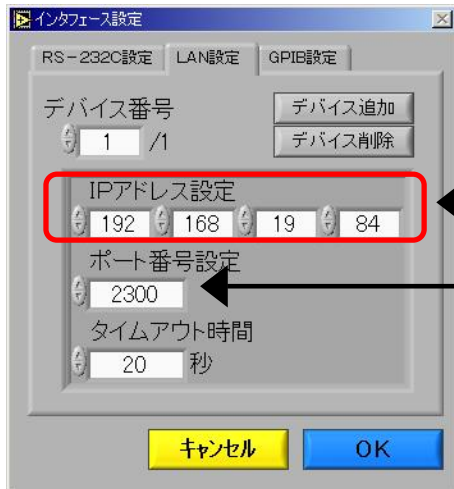 インタフェース設定
RS-232C設定 LAN設定 GPIB設定
デバイス番号
1 /1
デバイス追加
デバイス削除
IPアドレス設定
192 168 19 84
ポート番号設定
2300
タイムアウト時間
20 秒
キャンセル OK